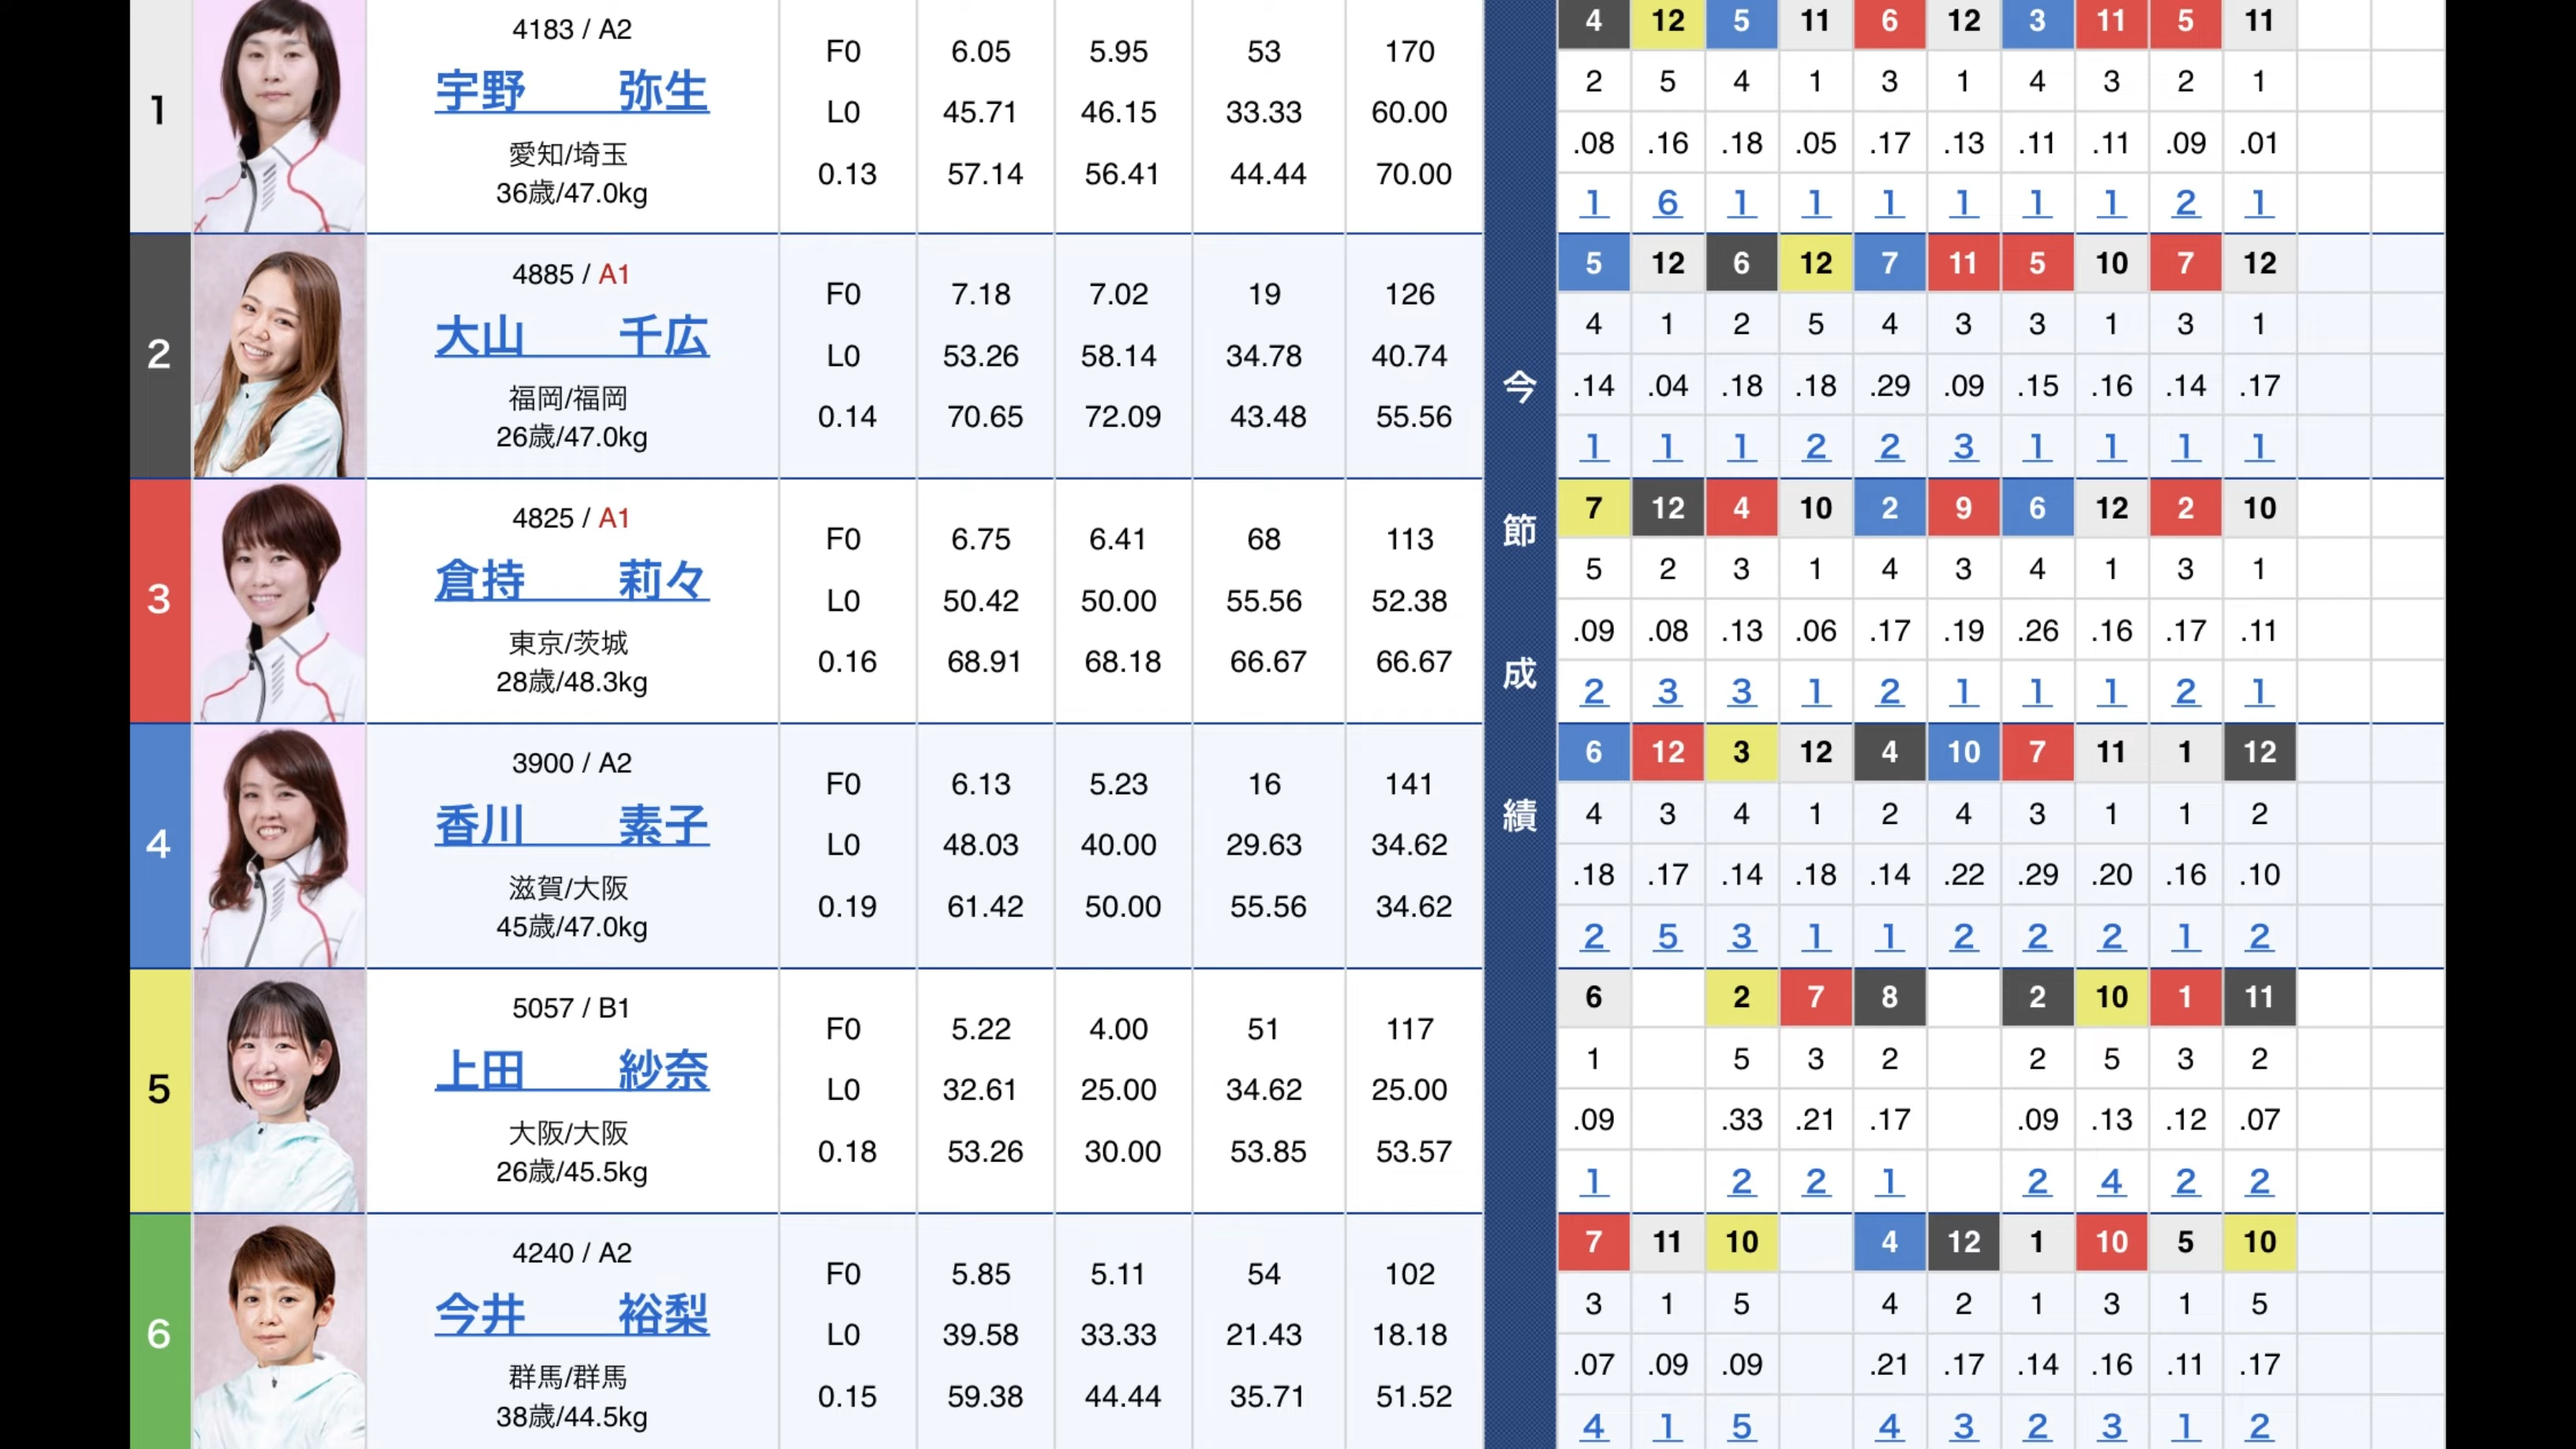 1
4183 / A2
宇野 弥生
愛知/埼玉
36歳/47.0kg
F0 6.05 5.95 53 170
L0 45.71 46.15 33.33 60.00
0.13 57.14 56.41 44.44 70.00
今節成績
4 12 5 11 6 12 3 11 5 11
2 5 4 1 3 1 4 3 2 1
.08 .16 .18 .05 .17 .13 .11 .11 .09 .01
1 6 1 1 1 1 1 1 2 1
2
4885 / A1
大山 千広
福岡/福岡
26歳/47.0kg
F0 7.18 7.02 19 126
L0 53.26 58.14 34.78 40.74
0.14 70.65 72.09 43.48 55.56
5 12 6 12 7 11 5 10 7 12
4 1 2 5 4 3 3 1 3 1
.14 .04 .18 .18 .29 .09 .15 .16 .14 .17
1 1 1 2 2 3 1 1 1 1
3
4825 / A1
倉持 莉々
東京/茨城
28歳/48.3kg
F0 6.75 6.41 68 113
L0 50.42 50.00 55.56 52.38
0.16 68.91 68.18 66.67 66.67
7 12 4 10 2 9 6 12 2 10
5 2 3 1 4 3 4 1 3 1
.09 .08 .13 .06 .17 .19 .26 .16 .17 .11
2 3 3 1 2 1 1 1 2 1
4
3900 / A2
香川 素子
滋賀/大阪
45歳/47.0kg
F0 6.13 5.23 16 141
L0 48.03 40.00 29.63 34.62
0.19 61.42 50.00 55.56 34.62
6 12 3 12 4 10 7 11 1 12
4 3 4 1 2 4 3 1 1 2
.18 .17 .14 .18 .14 .22 .29 .20 .16 .10
2 5 3 1 1 2 2 2 1 2
5
5057 / B1
上田 紗奈
大阪/大阪
26歳/45.5kg
F0 5.22 4.00 51 117
L0 32.61 25.00 34.62 25.00
0.18 53.26 30.00 53.85 53.57
6 2 7 8 2 10 1 11
1 5 3 2 2 5 3 2
.09 .33 .21 .17 .09 .13 .12 .07
1 2 2 1 2 4 2 2
6
4240 / A2
今井 裕梨
群馬/群馬
38歳/44.5kg
F0 5.85 5.11 54 102
L0 39.58 33.33 21.43 18.18
0.15 59.38 44.44 35.71 51.52
7 11 10 4 12 1 10 5 10
3 1 5 4 2 1 3 1 5
.07 .09 .09 .21 .17 .14 .16 .11 .17
4 1 5 4 3 2 3 1 2